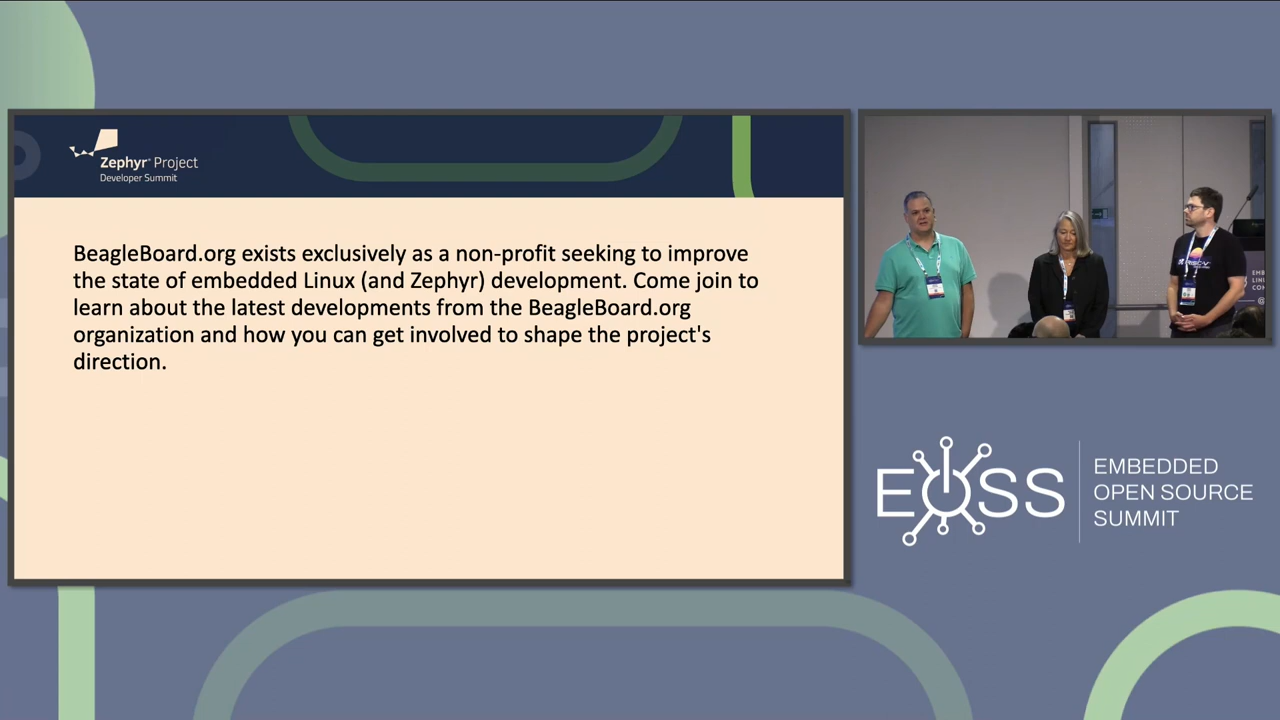 Zephyr® Project
Developer Summit
BeagleBoard.org exists exclusively as a non-profit seeking to improve
the state of embedded Linux (and Zephyr) development. Come join to
learn about the latest developments from the BeagleBoard.org
organization and how you can get involved to shape the project's
direction.
RISC-V
EOSS
EMBEDDED
OPEN SOURCE
SUMMIT